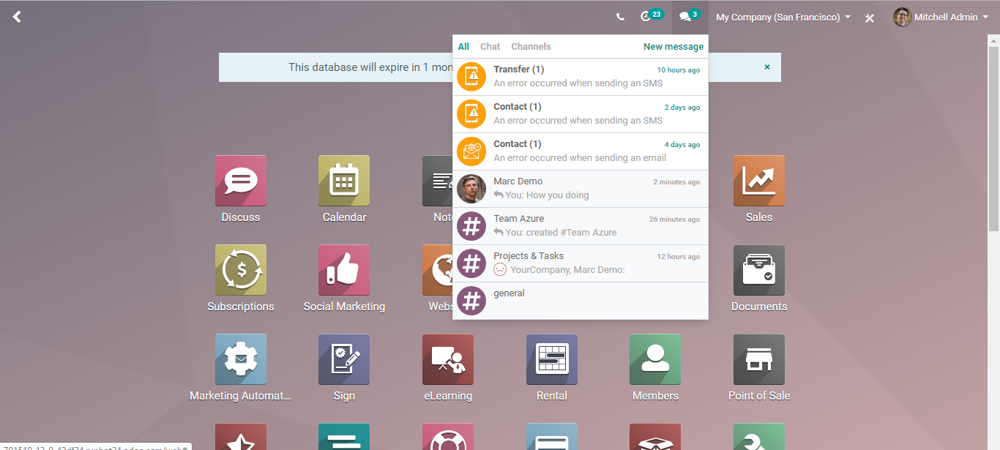 23
3
My Company (San Francisco)
Mitchell Admin
This database will expire in 1 mon
×
All Chat Channels New message
Transfer (1) 10 hours ago
An error occurred when sending an SMS
Contact (1) 2 days ago
An error occurred when sending an SMS
Contact (1) 4 days ago
An error occurred when sending an email
Marc Demo 2 minutes ago
You: How you doing
# Team Azure 26 minutes ago
You: created #Team Azure
# Projects & Tasks 12 hours ago
YourCompany, Marc Demo:
# general
Discuss Calendar Not Sales
$
Subscriptions Social Marketing Webs Documents
Marketing Automat... Sign eLearning Rental Members Point of Sale